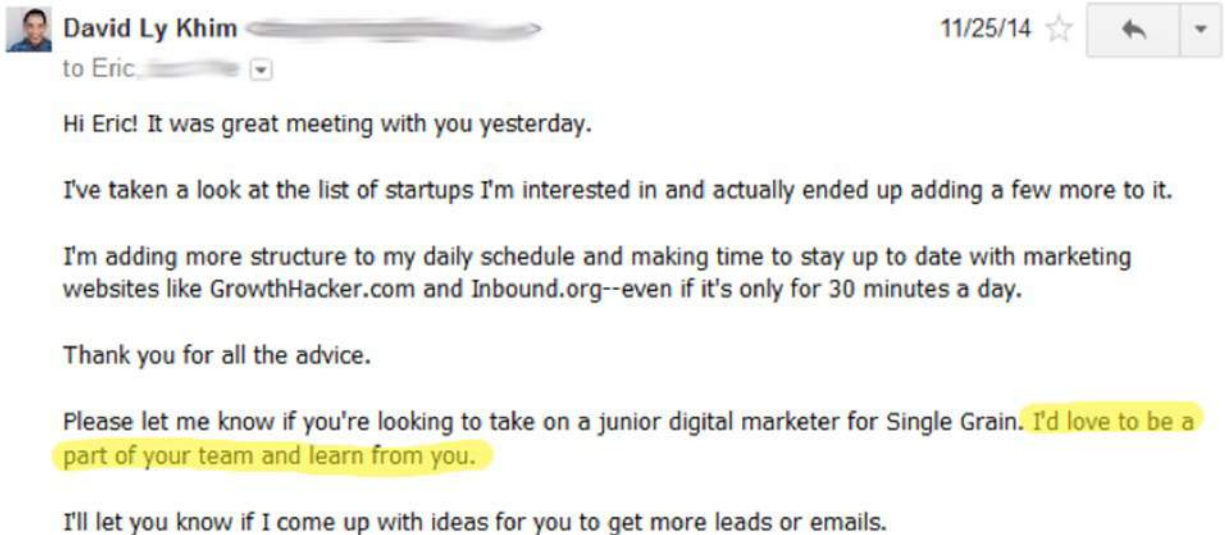 David Ly Khim
11/25/14
to Eric
Hi Eric! It was great meeting with you yesterday.
I've taken a look at the list of startups I'm interested in and actually ended up adding a few more to it.
I'm adding more structure to my daily schedule and making time to stay up to date with marketing
websites like GrowthHacker.com and Inbound.org--even if it's only for 30 minutes a day.
Thank you for all the advice.
Please let me know if you're looking to take on a junior digital marketer for Single Grain. I'd love to be a
part of your team and learn from you.
I'll let you know if I come up with ideas for you to get more leads or emails.